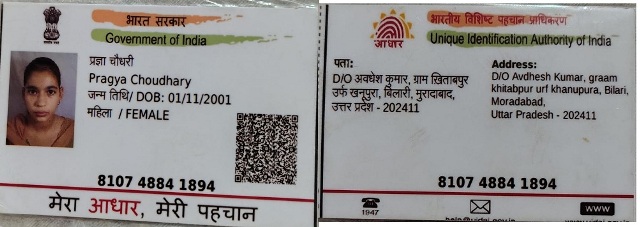 भारत सरकार
Government of India
प्रज्ञा चौधरी
Pragya Choudhary
जन्म तिथि/ DOB: 01/11/2001
महिला / FEMALE
8107 4884 1894
मेरा आधार, मेरी पहचान
भारतीय विशिष्ट पहचान आधिकरण
Unique Identification Authority of India
आधार
पता:
D/O अवधेश कुमार, ग्राम खिताबपुर
उर्फ खनूपुरा, बिलारी, मुरादाबाद,
उत्तर प्रदेश - 202411
Address:
D/O Avdhesh Kumar, graam
khitabpur urf khanupura, Bilari,
Moradabad,
Uttar Pradesh - 202411
8107 4884 1894
1947
www